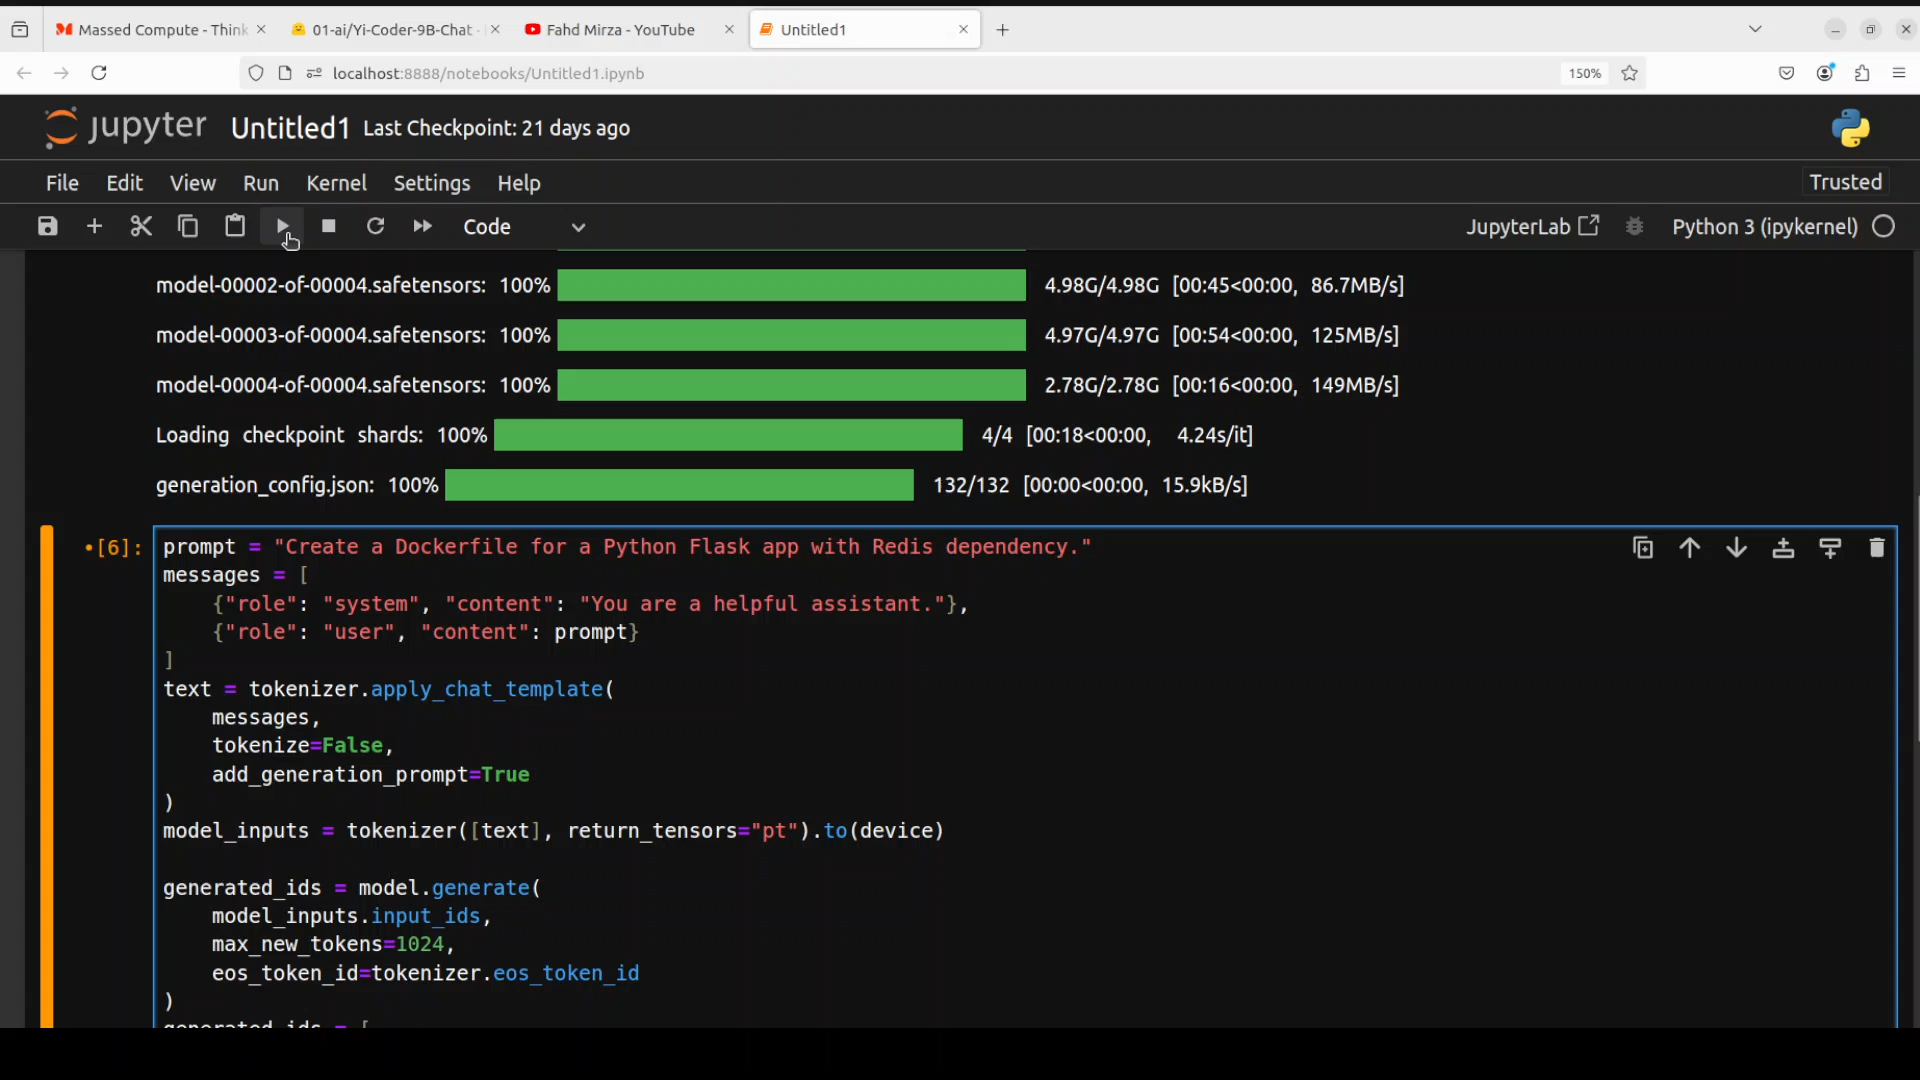 Massed Compute - Think
01-ai/Yi-Coder-9B-Chat -
Fahd Mirza - YouTube
Untitled1
localhost:8888/notebooks/Untitled1.ipynb
150%
jupyter Untitled1 Last Checkpoint: 21 days ago
File Edit View Run Kernel Settings Help
Trusted
Code
JupyterLab
Python 3 (ipykernel)
model-00002-of-00004.safetensors: 100% 4.98G/4.98G [00:45<00:00, 86.7MB/s]
model-00003-of-00004.safetensors: 100% 4.97G/4.97G [00:54<00:00, 125MB/s]
model-00004-of-00004.safetensors: 100% 2.78G/2.78G [00:16<00:00, 149MB/s]
Loading checkpoint shards: 100% 4/4 [00:18<00:00, 4.24s/it]
generation_config.json: 100% 132/132 [00:00<00:00, 15.9kB/s]
•[6]: prompt = "Create a Dockerfile for a Python Flask app with Redis dependency."
messages = [
{"role": "system", "content": "You are a helpful assistant."},
{"role": "user", "content": prompt}
]
text = tokenizer.apply_chat_template(
messages,
tokenize=False,
add_generation_prompt=True
)
model_inputs = tokenizer([text], return_tensors="pt").to(device)
generated_ids = model.generate(
model_inputs.input_ids,
max_new_tokens=1024,
eos_token_id=tokenizer.eos_token_id
)
generated_ids = [